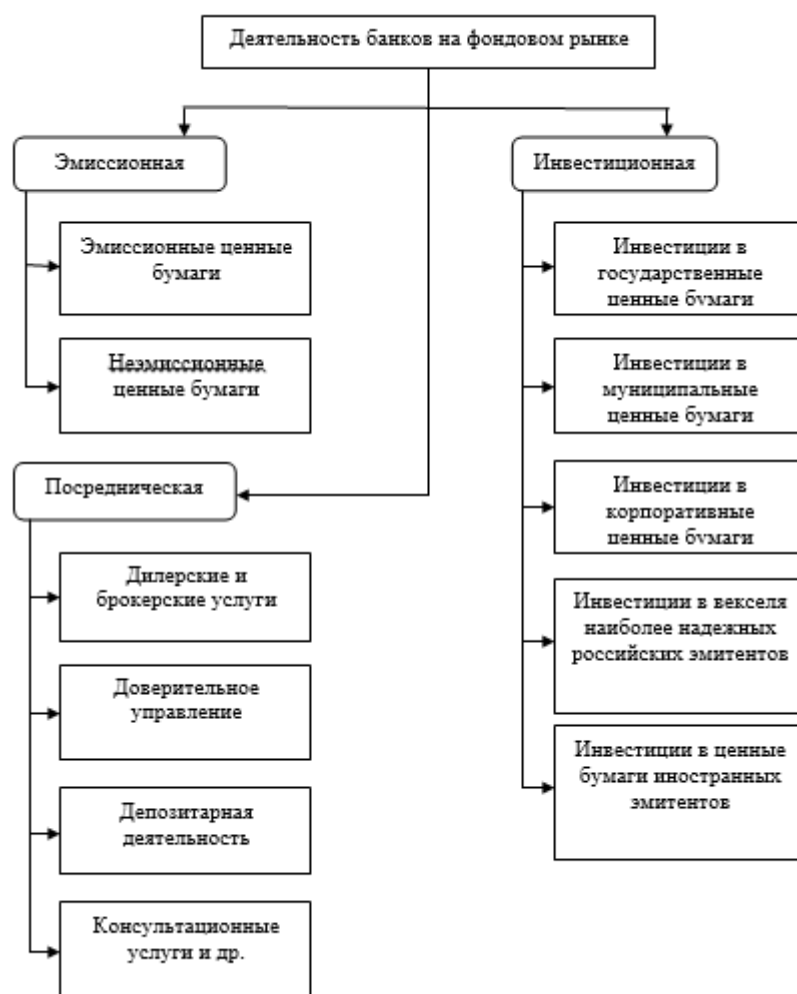 Деятельность банков на фондовом рынке
Эмиссионная
Эмиссионные ценные
бумаги
Неэмиссионные
ценные бумаги
Посредническая
Дилерские и
брокерские услуги
Доверительное
управление
Депозитарная
деятельность
Консультационные
услуги и др.
Инвестиционная
Инвестиции в
государственные
ценные бумаги
Инвестиции в
муниципальные
ценные бумаги
Инвестиции в
корпоративные
ценные бумаги
Инвестиции в векселя
наиболее надежных
российских эмитентов
Инвестиции в ценные
бумаги иностранных
эмитентов